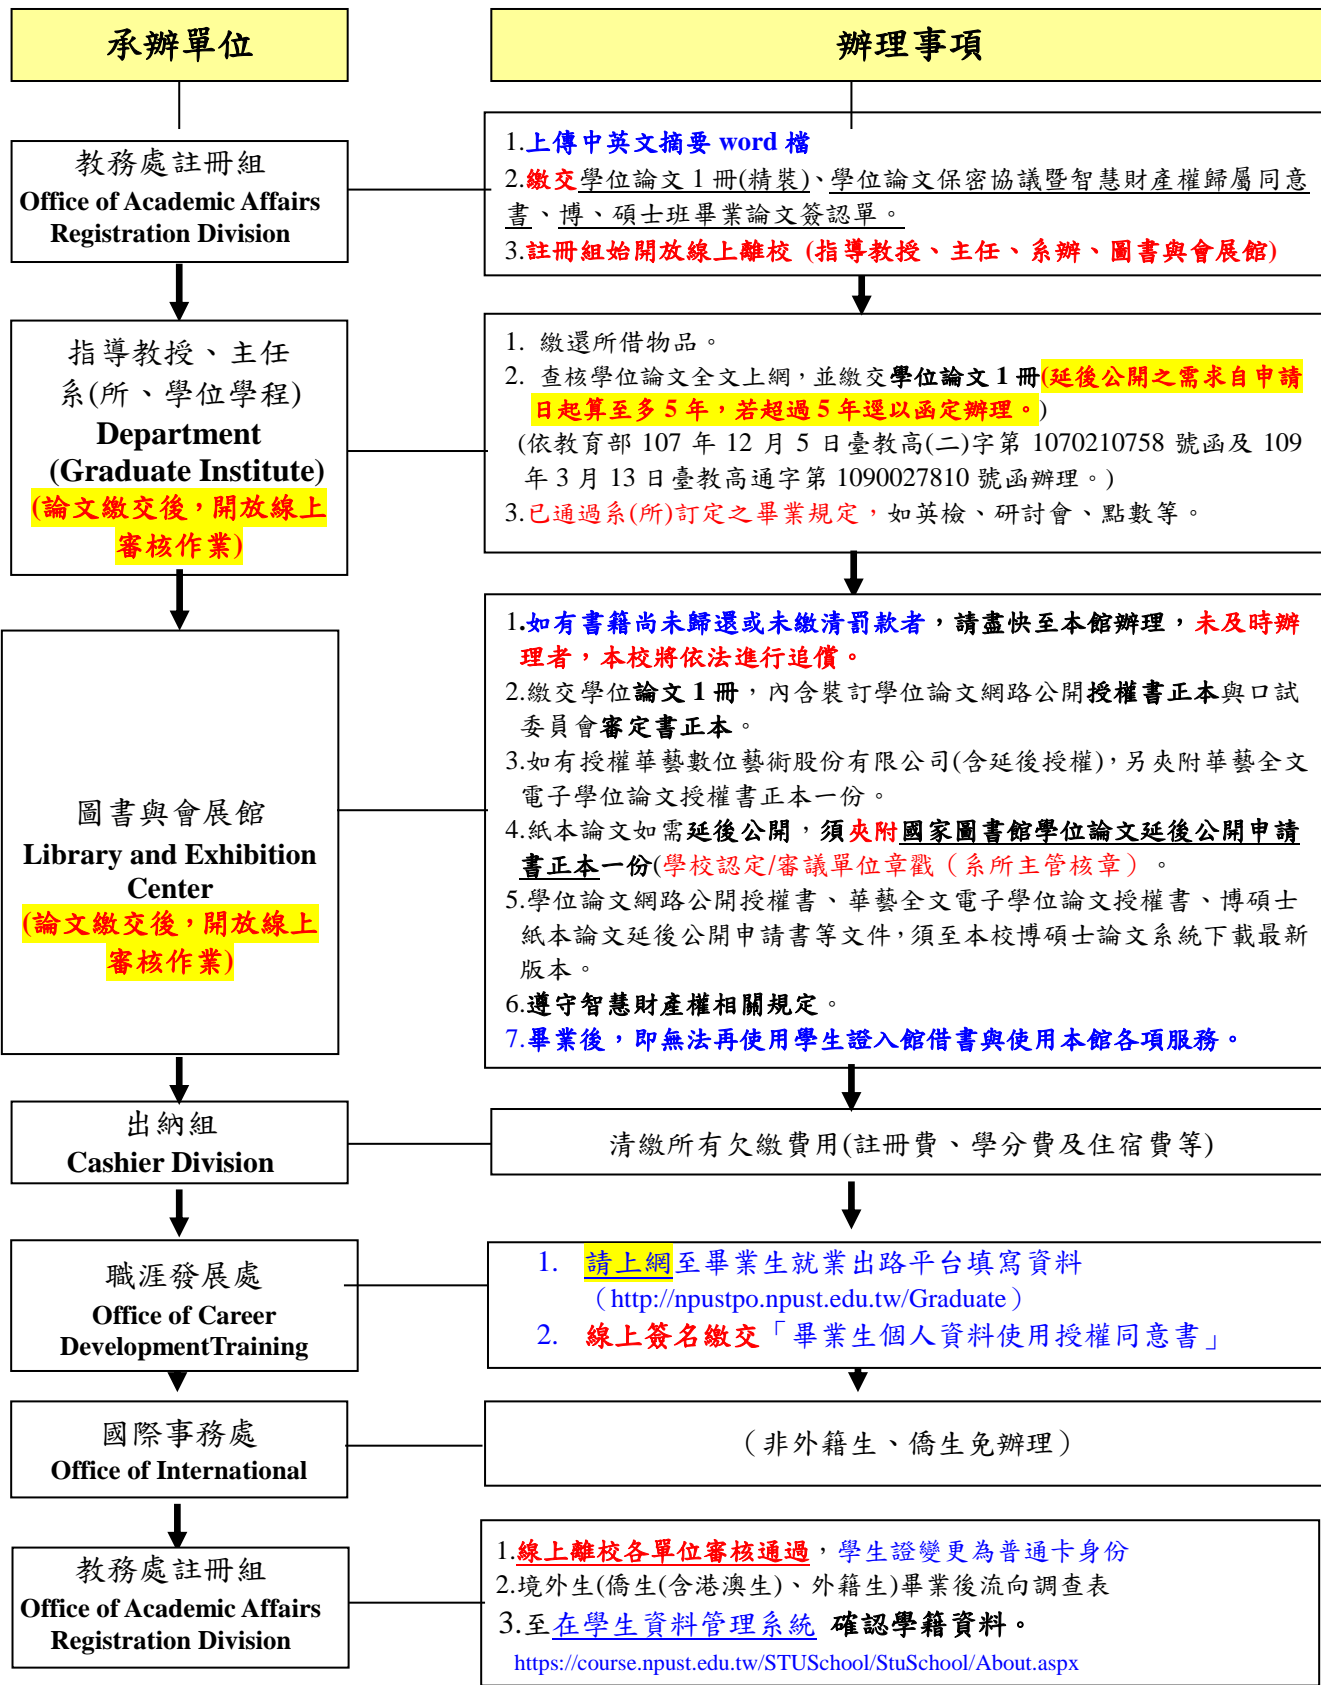 承辦單位
辦理事項
教務處註冊組
Office of Academic Affairs
Registration Division
1.上傳中英文摘要 word 檔
2.繳交學位論文 1 冊(精裝)、學位論文保密協議暨智慧財產權歸屬同意
書、博、碩士班畢業論文簽認單。
3.註冊組始開放線上離校 (指導教授、主任、系辦、圖書與會展館)
指導教授、主任
系(所、學位學程)
Department
(Graduate Institute)
(論文繳交後，開放線上
審核作業)
1. 繳還所借物品。
2. 查核學位論文全文上網，並繳交學位論文 1 冊(延後公開之需求自申請
日起算至多 5 年，若超過 5 年逕以函定辦理。)
(依教育部 107 年 12 月 5 日臺教高(二)字第 1070210758 號函及 109
年 3 月 13 日臺教高通字第 1090027810 號函辦理。)
3.已通過系(所)訂定之畢業規定，如英檢、研討會、點數等。
圖書與會展館
Library and Exhibition
Center
(論文繳交後，開放線上
審核作業)
1.如有書籍尚未歸還或未繳清罰款者，請盡快至本館辦理，未及時辦
理者，本校將依法進行追償。
2.繳交學位論文 1 冊，內含裝訂學位論文網路公開授權書正本與口試
委員會審定書正本。
3.如有授權華藝數位藝術股份有限公司(含延後授權)，另夾附華藝全文
電子學位論文授權書正本一份。
4.紙本論文如需延後公開，須夾附國家圖書館學位論文延後公開申請
書正本一份(學校認定/審議單位章戳（系所主管核章）。
5.學位論文網路公開授權書、華藝全文電子學位論文授權書、博碩士
紙本論文延後公開申請書等文件，須至本校博碩士論文系統下載最新
版本。
6.遵守智慧財產權相關規定。
7.畢業後，即無法再使用學生證入館借書與使用本館各項服務。
出納組
Cashier Division
清繳所有欠繳費用(註冊費、學分費及住宿費等)
職涯發展處
Office of Career
DevelopmentTraining
1. 請上網至畢業生就業出路平台填寫資料
（http://npustpo.npust.edu.tw/Graduate）
2. 線上簽名繳交「畢業生個人資料使用授權同意書」
國際事務處
Office of International
（非外籍生、僑生免辦理）
教務處註冊組
Office of Academic Affairs
Registration Division
1.線上離校各單位審核通過，學生證變更為普通卡身份
2.境外生(僑生(含港澳生)、外籍生)畢業後流向調查表
3.至在學生資料管理系統 確認學籍資料。
https://course.npust.edu.tw/STUSchool/StuSchool/About.aspx